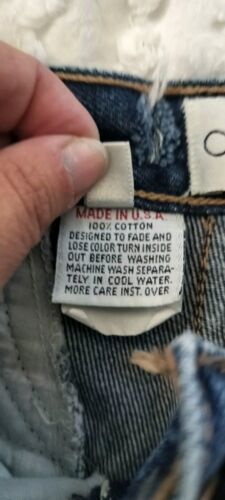 MADE IN U.S.A.
100% COTTON
DESIGNED TO FADE AND
LOSE COLOR TURN INSIDE
OUT BEFORE WASHING
MACHINE WASH SEPARA-
TELY IN COOL WATER.
MORE CARE INST. OVER